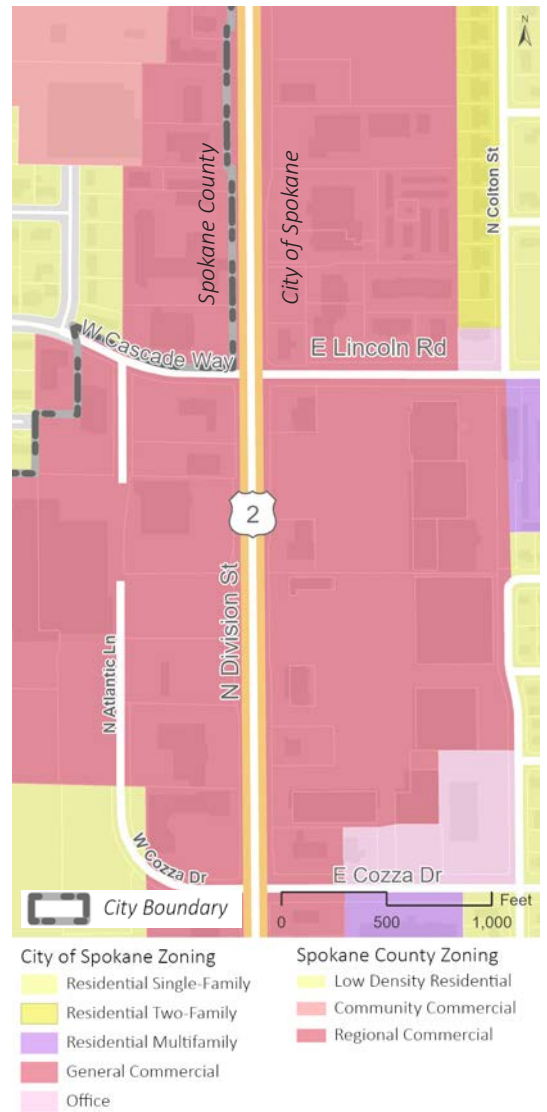 N
Spokane County
City of Spokane
N Colton St
W Cascade Way
E Lincoln Rd
2
N Division St
N Atlantic Ln
W Cozza Dr
E Cozza Dr
City Boundary
Feet
0 500 1,000
City of Spokane Zoning
Residential Single-Family
Residential Two-Family
Residential Multifamily
General Commercial
Office
Spokane County Zoning
Low Density Residential
Community Commercial
Regional Commercial